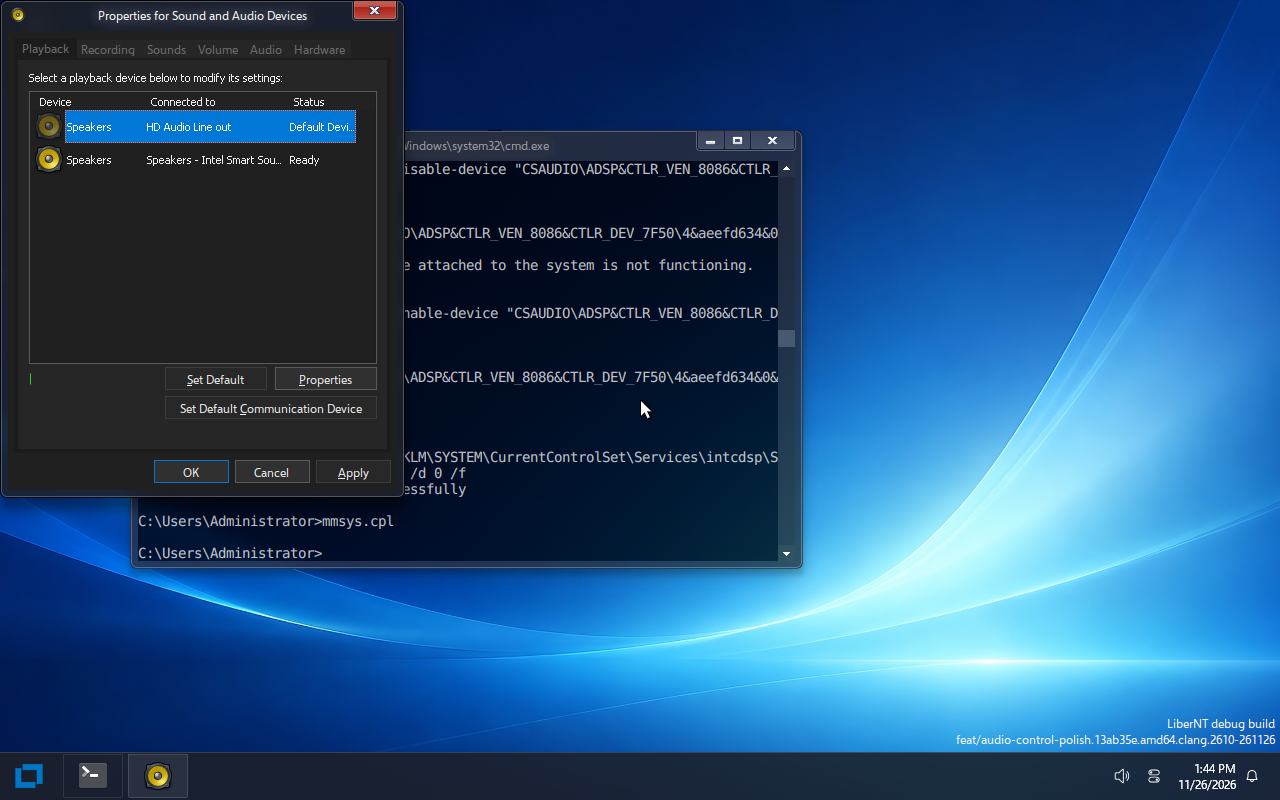 Properties for Sound and Audio Devices
Playback Recording Sounds Volume Audio Hardware
Select a playback device below to modify its settings:
Device Connected to Status
Speakers HD Audio Line out Default Devi...
Speakers Speakers - Intel Smart Sou... Ready
Set Default Properties
Set Default Communication Device
OK Cancel Apply
Windows\system32\cmd.exe
isable-device "CSAUDIO\ADSP&CTLR_VEN_8086&CTLR_
O\ADSP&CTLR_VEN_8086&CTLR_DEV_7F50\4&aeefd634&0
e attached to the system is not functioning.
nable-device "CSAUDIO\ADSP&CTLR_VEN_8086&CTLR_D
\ADSP&CTLR_VEN_8086&CTLR_DEV_7F50\4&aeefd634&0&
KLM\SYSTEM\CurrentControlSet\Services\intcdsp\S
/d 0 /f
essfully
C:\Users\Administrator>mmsys.cpl
C:\Users\Administrator>
LiberNT debug build
feat/audio-control-polish.13ab35e.amd64.clang.2610-261126
1:44 PM
11/26/2026